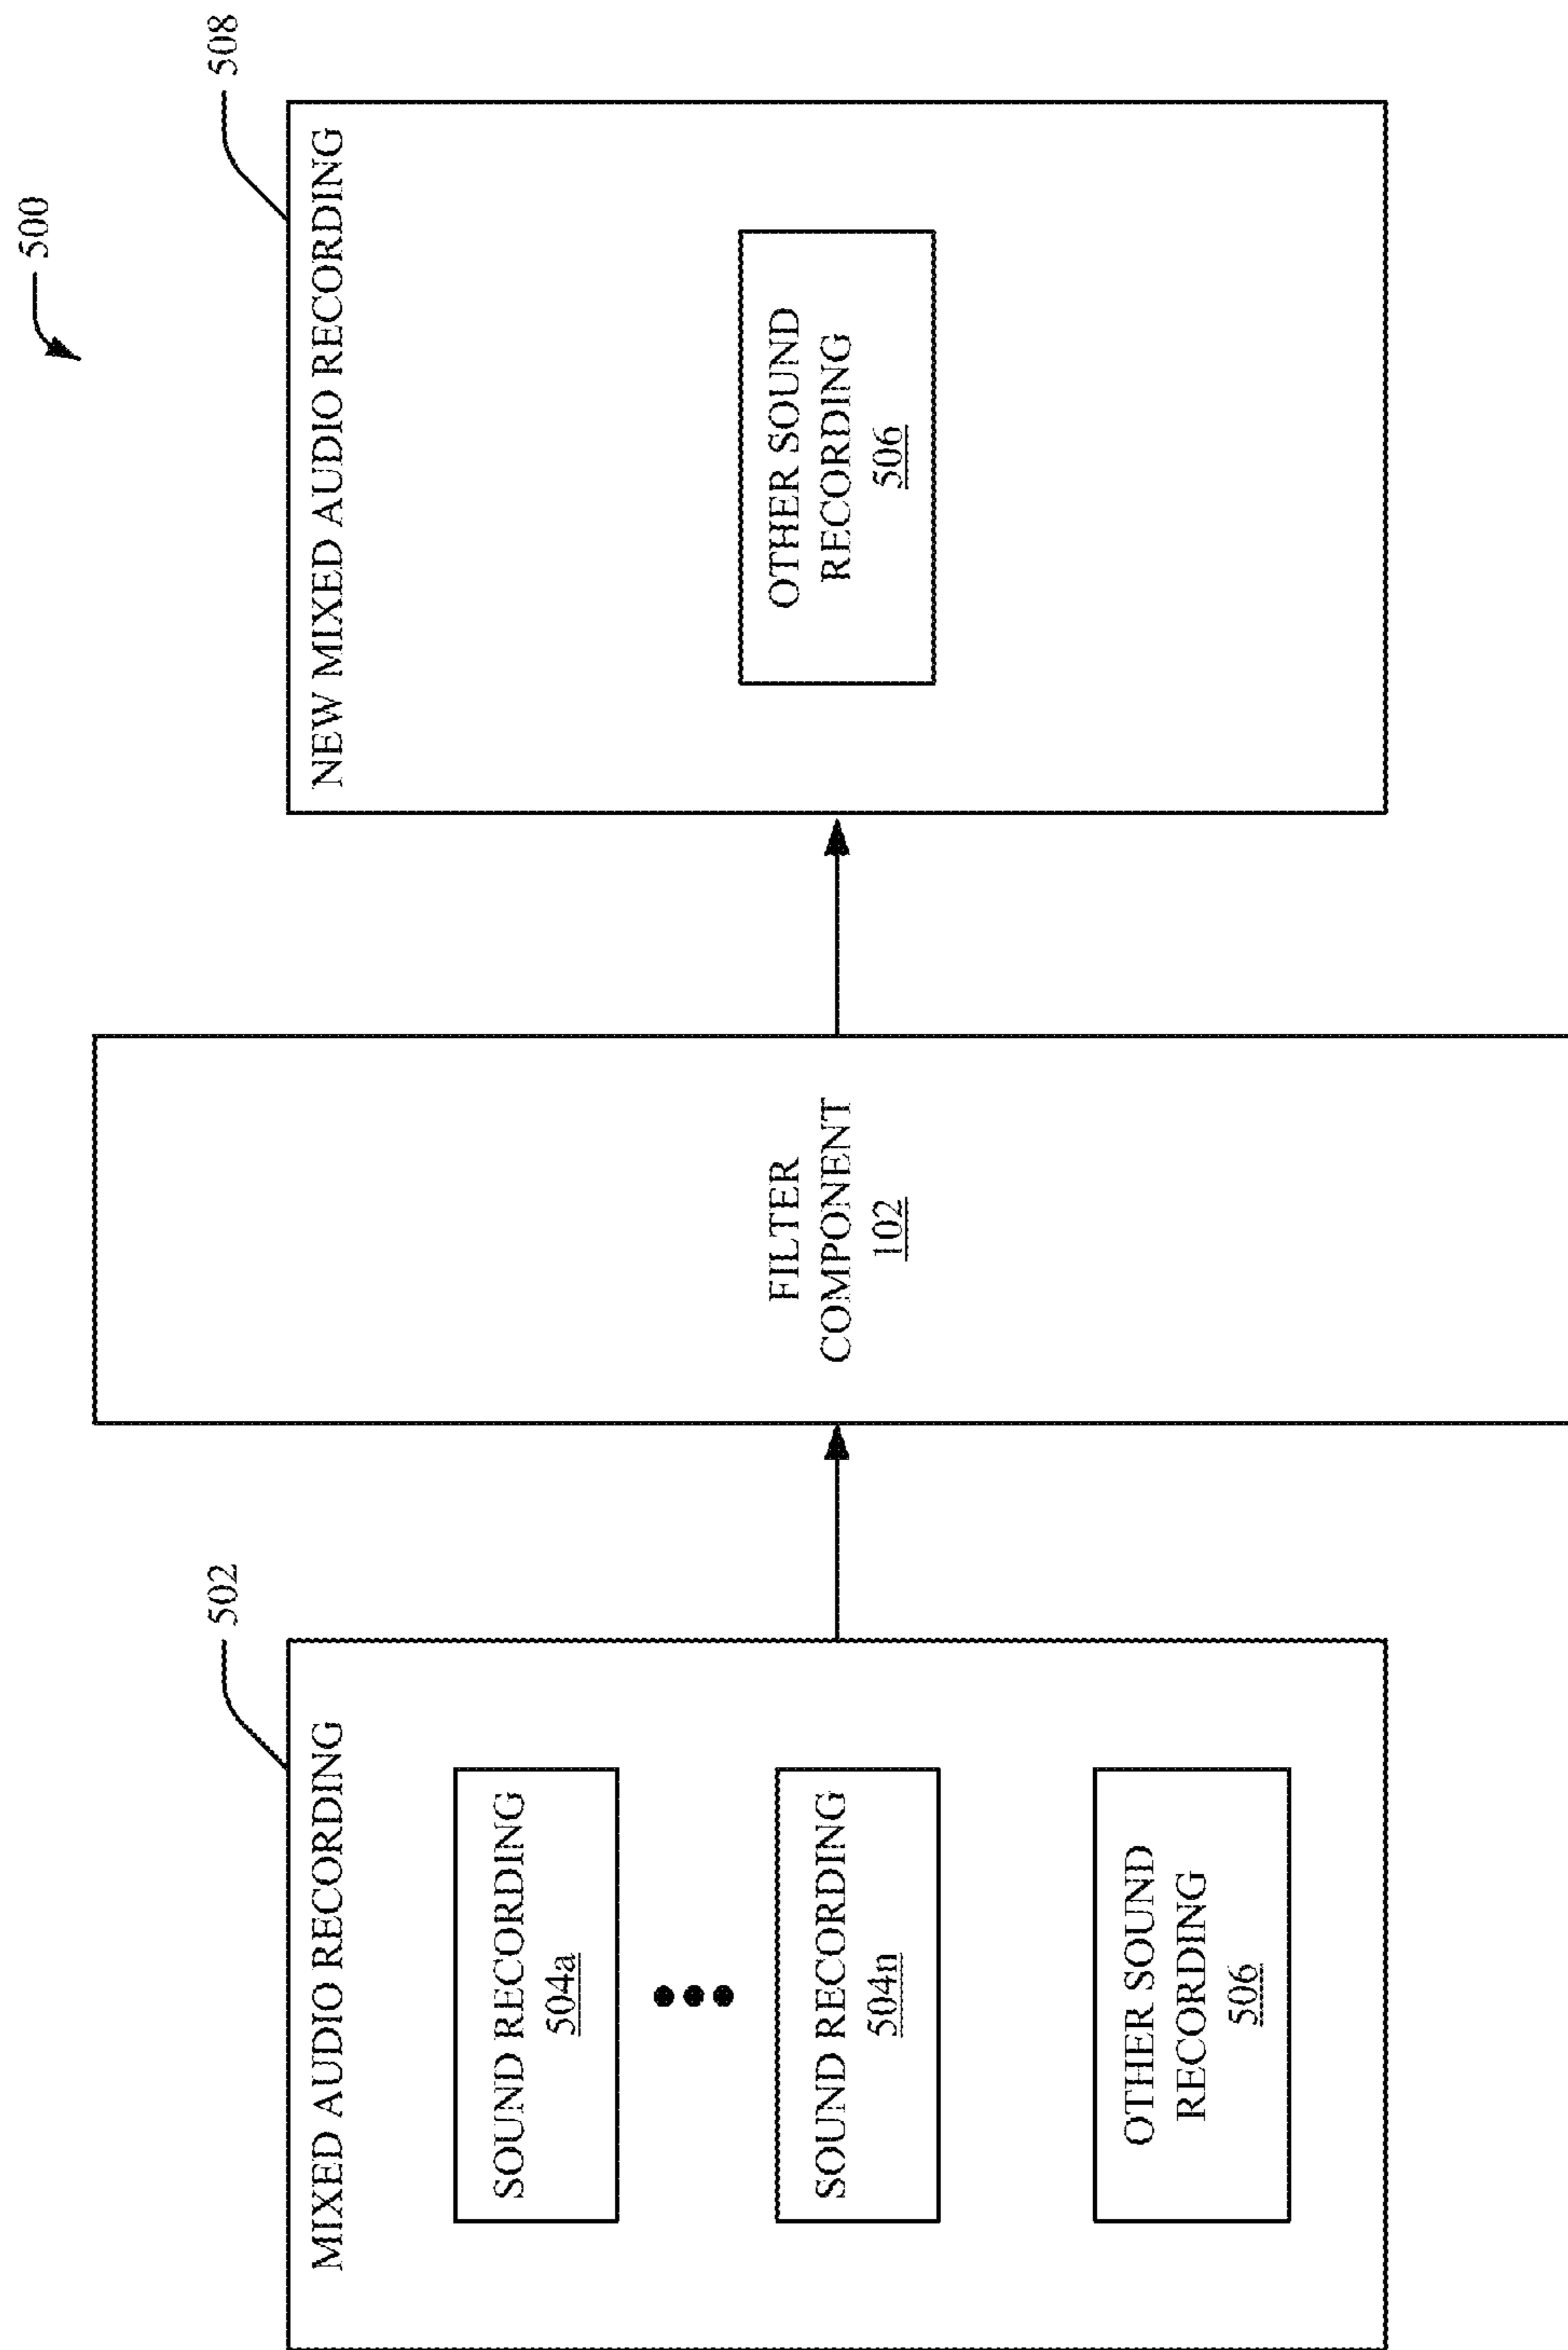 500
502
MIXED AUDIO RECORDING
SOUND RECORDING
504a
SOUND RECORDING
504n
OTHER SOUND
RECORDING
506
FILTER
COMPONENT
102
508
NEW MIXED AUDIO RECORDING
OTHER SOUND
RECORDING
506